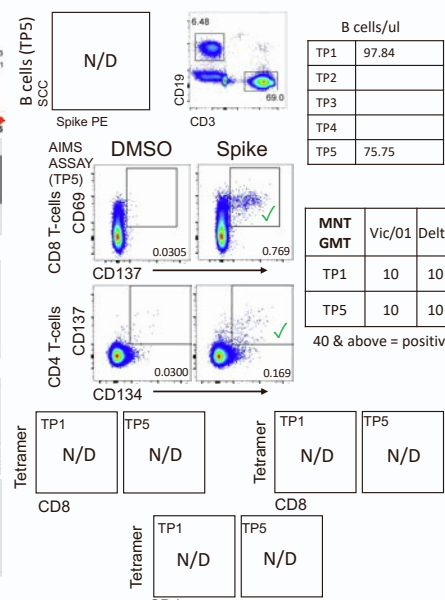 B cells (TP5)
SCC
N/D
Spike PE
6.48
69.0
CD19
CD3
B cells/ul
TP1 97.84
TP2
TP3
TP4
TP5 75.75
AIMS
ASSAY
(TP5)
DMSO Spike
CD8 T-cells
CD69
0.0305 0.769
CD137
CD4 T-cells
CD137
0.0300 0.169
CD134
MNT
GMT Vic/01 Delt
TP1 10 10
TP5 10 10
40 & above = positiv
Tetramer
TP1 TP5
N/D N/D
CD8
Tetramer
TP1 TP5
N/D N/D
CD8
Tetramer
TP1 TP5
N/D N/D